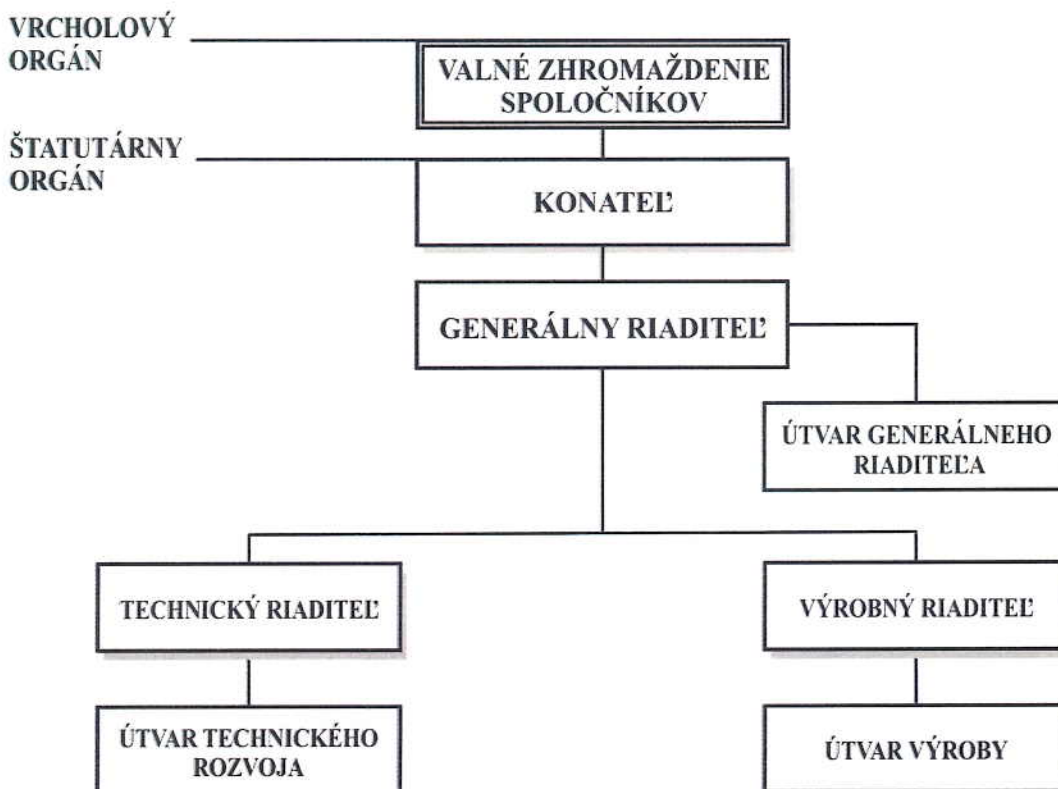 VRCHOLOVÝ
ORGÁN
VALNÉ ZHROMAŽDENIE
SPOLOČNÍKOV
ŠTATUTÁRNY
ORGÁN
KONATEĽ
GENERÁLNY RIADITEĽ
ÚTVAR GENERÁLNEHO
RIADITEĽA
TECHNICKÝ RIADITEĽ
VÝROBNÝ RIADITEĽ
ÚTVAR TECHNICKÉHO
ROZVOJA
ÚTVAR VÝROBY